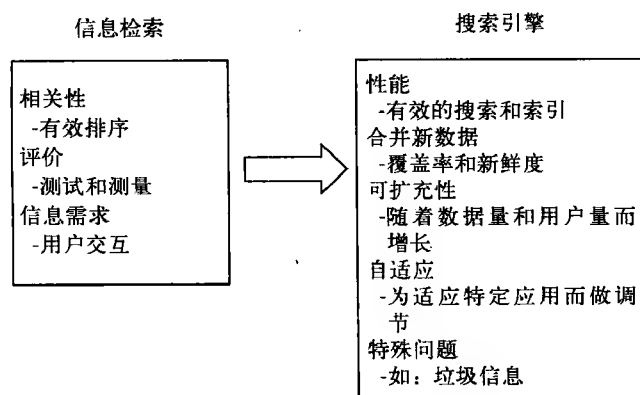 信息检索
相关性
-有效排序
评价
-测试和测量
信息需求
-用户交互
搜索引擎
性能
-有效的搜索和索引
合并新数据
-覆盖率和新鲜度
可扩充性
-随着数据量和用户量而
增长
自适应
-为适应特定应用而做调
节
特殊问题
-如：垃圾信息